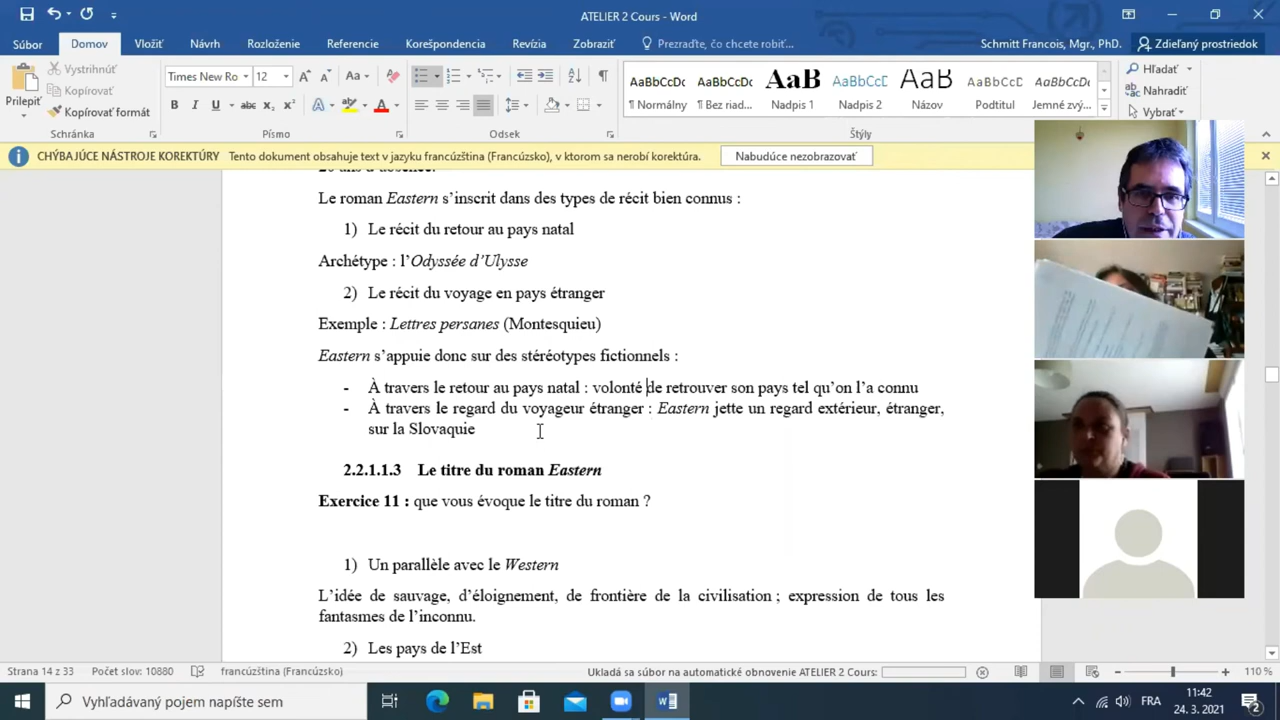 ATELIER 2 Cours - Word
Súbor Domov Vložiť Návrh Rozloženie Referencie Korešpondencia Revízia Zobraziť Prezraďte, čo chcete robiť... Schmitt Francois, Mgr., PhD. Zdieľaný prostriedok
Prilepiť
Vystrihnúť
Kopírovať
Kopírovať formát
Schránka
Times New Ro 12
Aa
B I U abc x₂ x²
Písmo
Odsek
AaBbCcDc AaBbCcDc AaB AaBbCcD AaB AaBbCcD AaBbCcDc
¶ Normálny ¶ Bez riad... Nadpis 1 Nadpis 2 Názov Podtitul Jemné zvý...
Štýly
Hľadať
Nahradiť
Vybrať
CHÝBAJÚCE NÁSTROJE KOREKTÚRY Tento dokument obsahuje text v jazyku francúzština (Francúzsko), v ktorom sa nerobí korektúra. Nabudúce nezobrazovať
20 ans d'absence.
Le roman Eastern s’inscrit dans des types de récit bien connus :
1) Le récit du retour au pays natal
Archétype : l’Odyssée d’Ulysse
2) Le récit du voyage en pays étranger
Exemple : Lettres persanes (Montesquieu)
Eastern s’appuie donc sur des stéréotypes fictionnels :
- À travers le retour au pays natal : volonté de retrouver son pays tel qu’on l’a connu
- À travers le regard du voyageur étranger : Eastern jette un regard extérieur, étranger,
sur la Slovaquie
2.2.1.1.3 Le titre du roman Eastern
Exercice 11 : que vous évoque le titre du roman ?
1) Un parallèle avec le Western
L’idée de sauvage, d’éloignement, de frontière de la civilisation ; expression de tous les
fantasmes de l’inconnu.
2) Les pays de l’Est
Strana 14 z 33 Počet slov: 10880 francúzština (Francúzsko) Ukladá sa súbor na automatické obnovenie ATELIER 2 Cours: 110 %
Vyhľadávaný pojem napíšte sem
FRA
11:42
24. 3. 2021
2